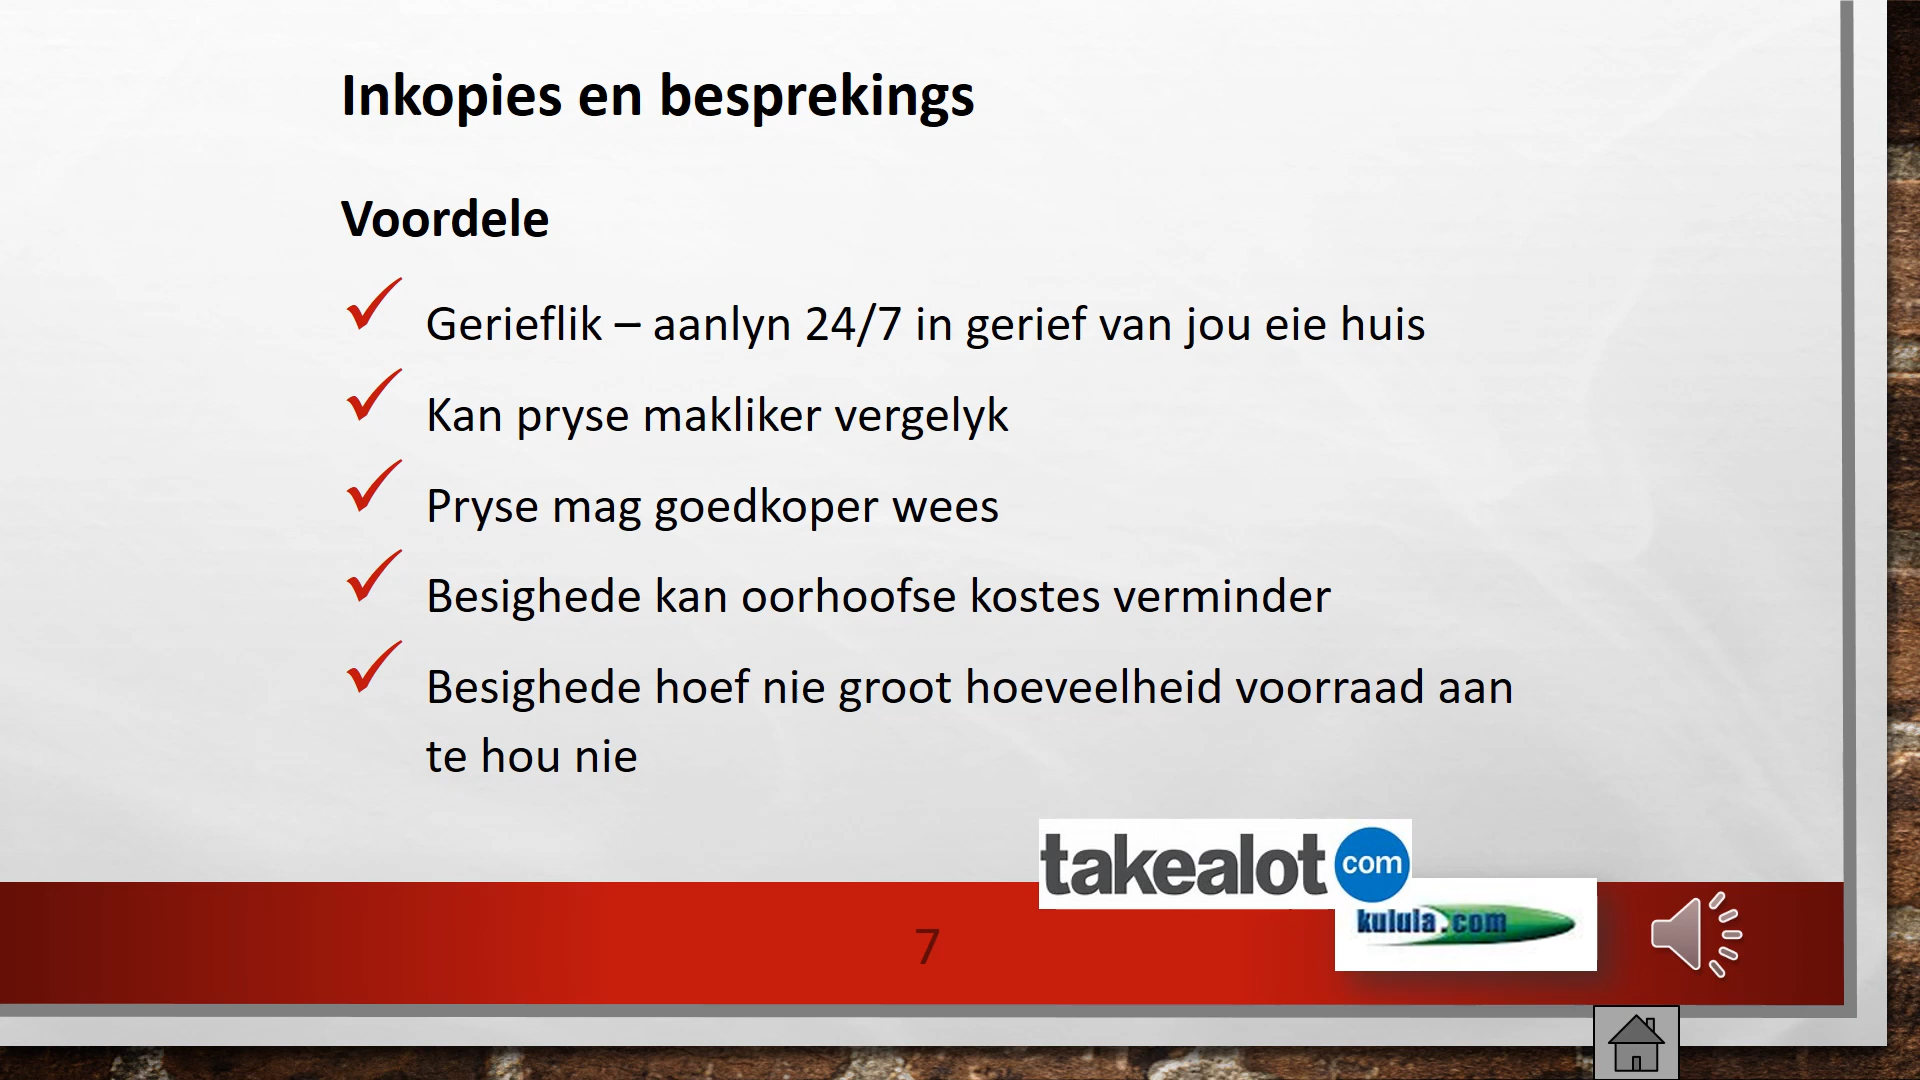 Inkopies en besprekings
Voordele
Gerieflik – aanlyn 24/7 in gerief van jou eie huis
Kan pryse makliker vergelyk
Pryse mag goedkoper wees
Besighede kan oorhoofse kostes verminder
Besighede hoef nie groot hoeveelheid voorraad aan
te hou nie
takealot com
kulula.com
7